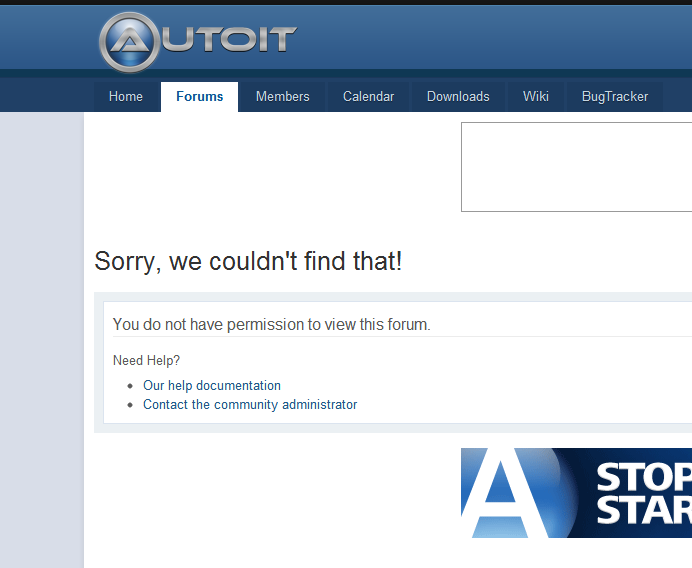 AUTOIT
Home Forums Members Calendar Downloads Wiki BugTracker
Sorry, we couldn't find that!
You do not have permission to view this forum.
Need Help?
Our help documentation
Contact the community administrator
A STOP
STAR